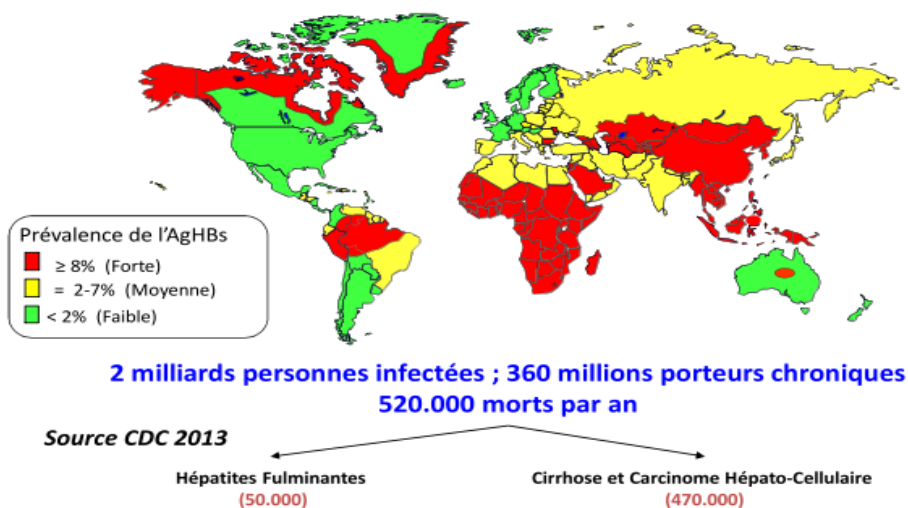 Prévalence de l'AgHBs
≥ 8% (Forte)
= 2-7% (Moyenne)
< 2% (Faible)
2 milliards personnes infectées ; 360 millions porteurs chroniques
520.000 morts par an
Source CDC 2013
Hépatites Fulminantes
(50.000)
Cirrhose et Carcinome Hépato-Cellulaire
(470.000)